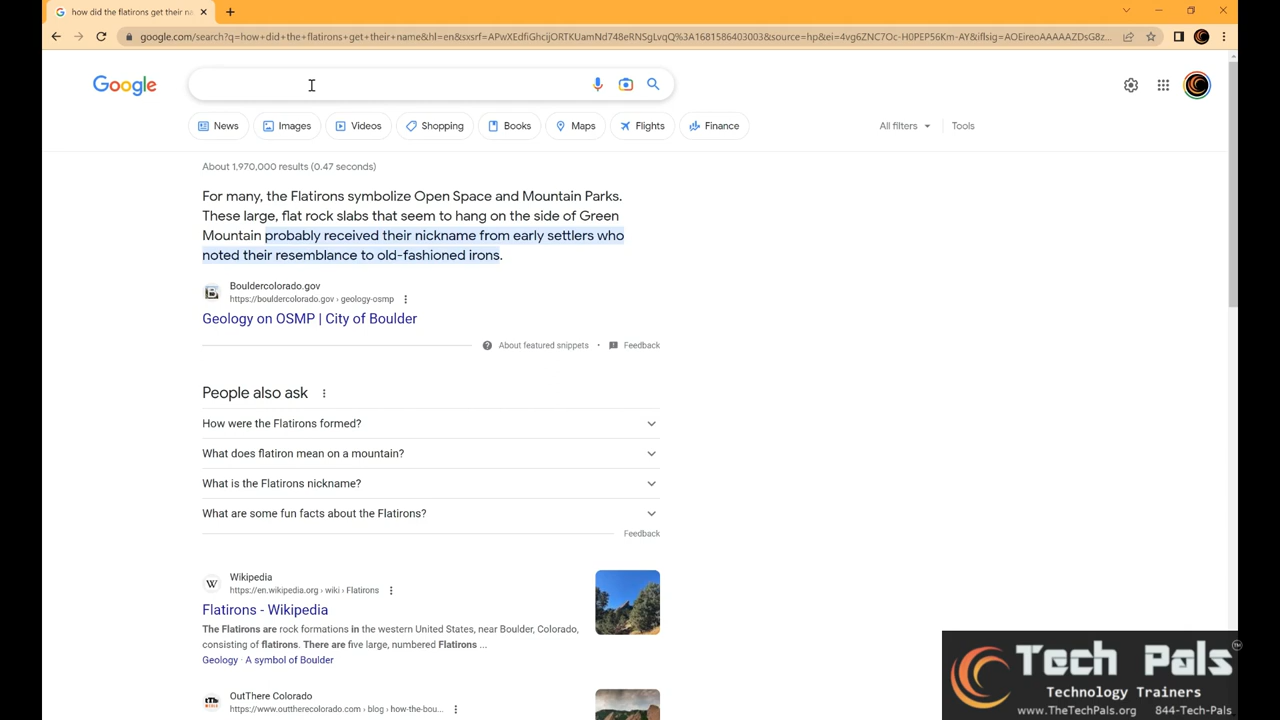 how did the flatirons get their na
google.com/search?q=how+did+the+flatirons+get+their+name&hl=en&sxsrf=APwXEdfiGhcijORTKUamNd748eRNSgLvqQ%3A1681586403003&source=hp&ei=4vg6ZNC7Oc-H0PEP56Km-AY&iflsig=AOEireoAAAAAZDsG8z...
Google
News
Images
Videos
Shopping
Books
Maps
Flights
Finance
All filters
Tools
About 1,970,000 results (0.47 seconds)
For many, the Flatirons symbolize Open Space and Mountain Parks.
These large, flat rock slabs that seem to hang on the side of Green
Mountain probably received their nickname from early settlers who
noted their resemblance to old-fashioned irons.
Bouldercolorado.gov
https://bouldercolorado.gov › geology-osmp
Geology on OSMP | City of Boulder
About featured snippets • Feedback
People also ask
How were the Flatirons formed?
What does flatiron mean on a mountain?
What is the Flatirons nickname?
What are some fun facts about the Flatirons?
Feedback
W
Wikipedia
https://en.wikipedia.org › wiki › Flatirons
Flatirons - Wikipedia
The Flatirons are rock formations in the western United States, near Boulder, Colorado,
consisting of flatirons. There are five large, numbered Flatirons ...
Geology · A symbol of Boulder
OutThere Colorado
https://www.outtherecolorado.com › blog › how-the-bou...
Tech Pals™
Technology Trainers
www.TheTechPals.org 844-Tech-Pals